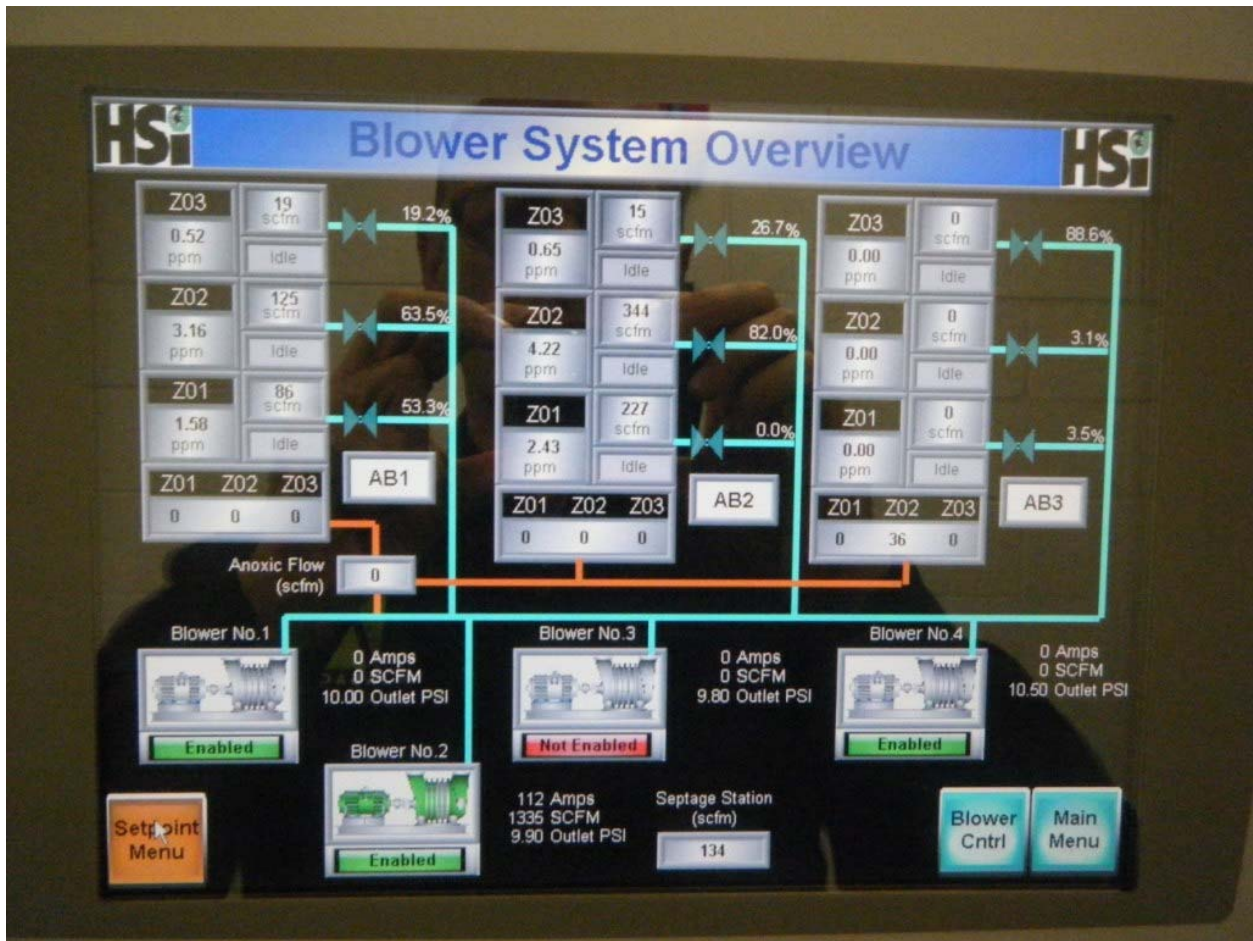 HSi
Blower System Overview
HSi
Z03
0.52
ppm
19
scfm
Idle
19.2%
Z02
3.16
ppm
125
scfm
Idle
63.5%
Z01
1.58
ppm
86
scfm
Idle
53.3%
Z01 Z02 Z03
0 0 0
AB1
Z03
0.65
ppm
15
scfm
Idle
26.7%
Z02
4.22
ppm
344
scfm
Idle
82.0%
Z01
2.43
ppm
227
scfm
Idle
0.0%
Z01 Z02 Z03
0 0 0
AB2
Z03
0.00
ppm
0
scfm
Idle
88.6%
Z02
0.00
ppm
0
scfm
Idle
3.1%
Z01
0.00
ppm
0
scfm
Idle
3.5%
Z01 Z02 Z03
0 36 0
AB3
Anoxic Flow
(scfm)
0
Blower No.1
0 Amps
0 SCFM
10.00 Outlet PSI
Enabled
Blower No.3
0 Amps
0 SCFM
9.80 Outlet PSI
Not Enabled
Blower No.4
0 Amps
0 SCFM
10.50 Outlet PSI
Enabled
Blower No.2
112 Amps
1335 SCFM
9.90 Outlet PSI
Enabled
Septage Station
(scfm)
134
Setpoint
Menu
Blower
Cntrl
Main
Menu